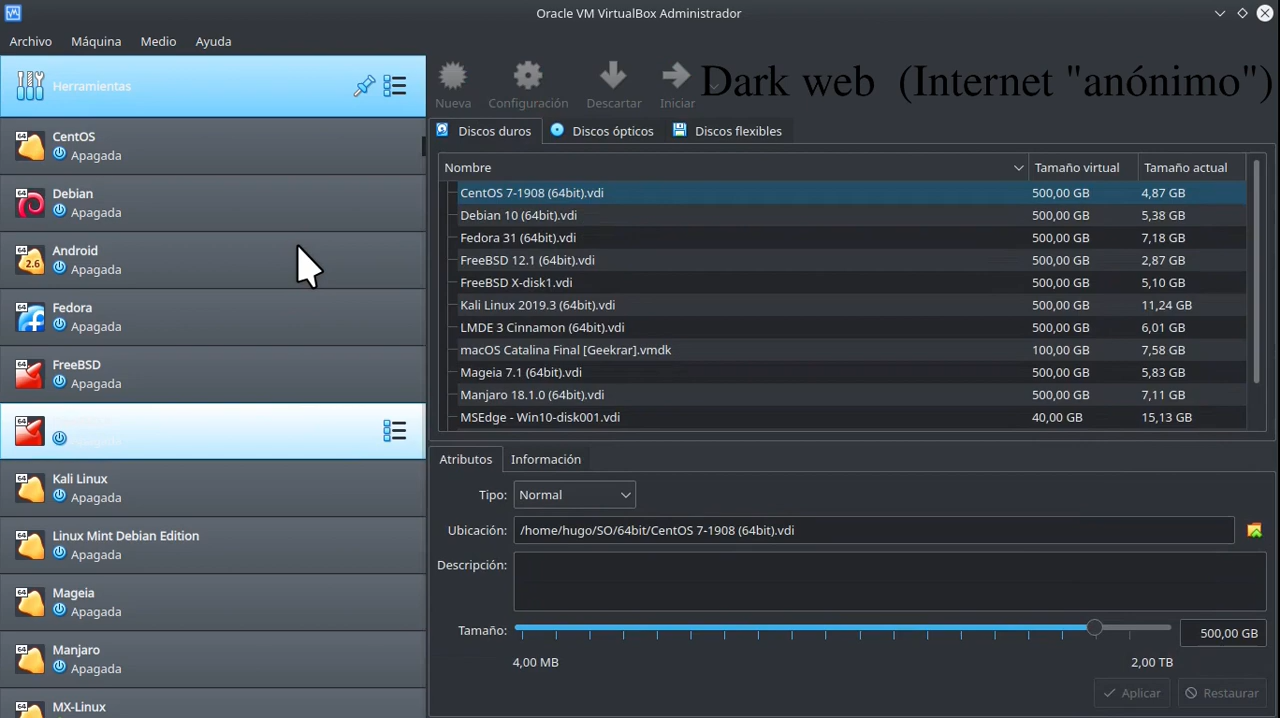 Oracle VM VirtualBox Administrador
Archivo Máquina Medio Ayuda
Herramientas
Nueva Configuración Descartar Iniciar
Dark web (Internet "anónimo")
CentOS
Apagada
Debian
Apagada
Android
2.6
Apagada
Fedora
Apagada
FreeBSD
Apagada
Kali Linux
Apagada
Linux Mint Debian Edition
Apagada
Mageia
Apagada
Manjaro
Apagada
MX-Linux
Discos duros Discos ópticos Discos flexibles
Nombre Tamaño virtual Tamaño actual
CentOS 7-1908 (64bit).vdi 500,00 GB 4,87 GB
Debian 10 (64bit).vdi 500,00 GB 5,38 GB
Fedora 31 (64bit).vdi 500,00 GB 7,18 GB
FreeBSD 12.1 (64bit).vdi 500,00 GB 2,87 GB
FreeBSD X-disk1.vdi 500,00 GB 5,10 GB
Kali Linux 2019.3 (64bit).vdi 500,00 GB 11,24 GB
LMDE 3 Cinnamon (64bit).vdi 500,00 GB 6,01 GB
macOS Catalina Final [Geekrar].vmdk 100,00 GB 7,58 GB
Mageia 7.1 (64bit).vdi 500,00 GB 5,83 GB
Manjaro 18.1.0 (64bit).vdi 500,00 GB 7,11 GB
MSEdge - Win10-disk001.vdi 40,00 GB 15,13 GB
Atributos Información
Tipo: Normal
Ubicación: /home/hugo/SO/64bit/CentOS 7-1908 (64bit).vdi
Descripción:
Tamaño: 500,00 GB
4,00 MB 2,00 TB
Aplicar Restaurar